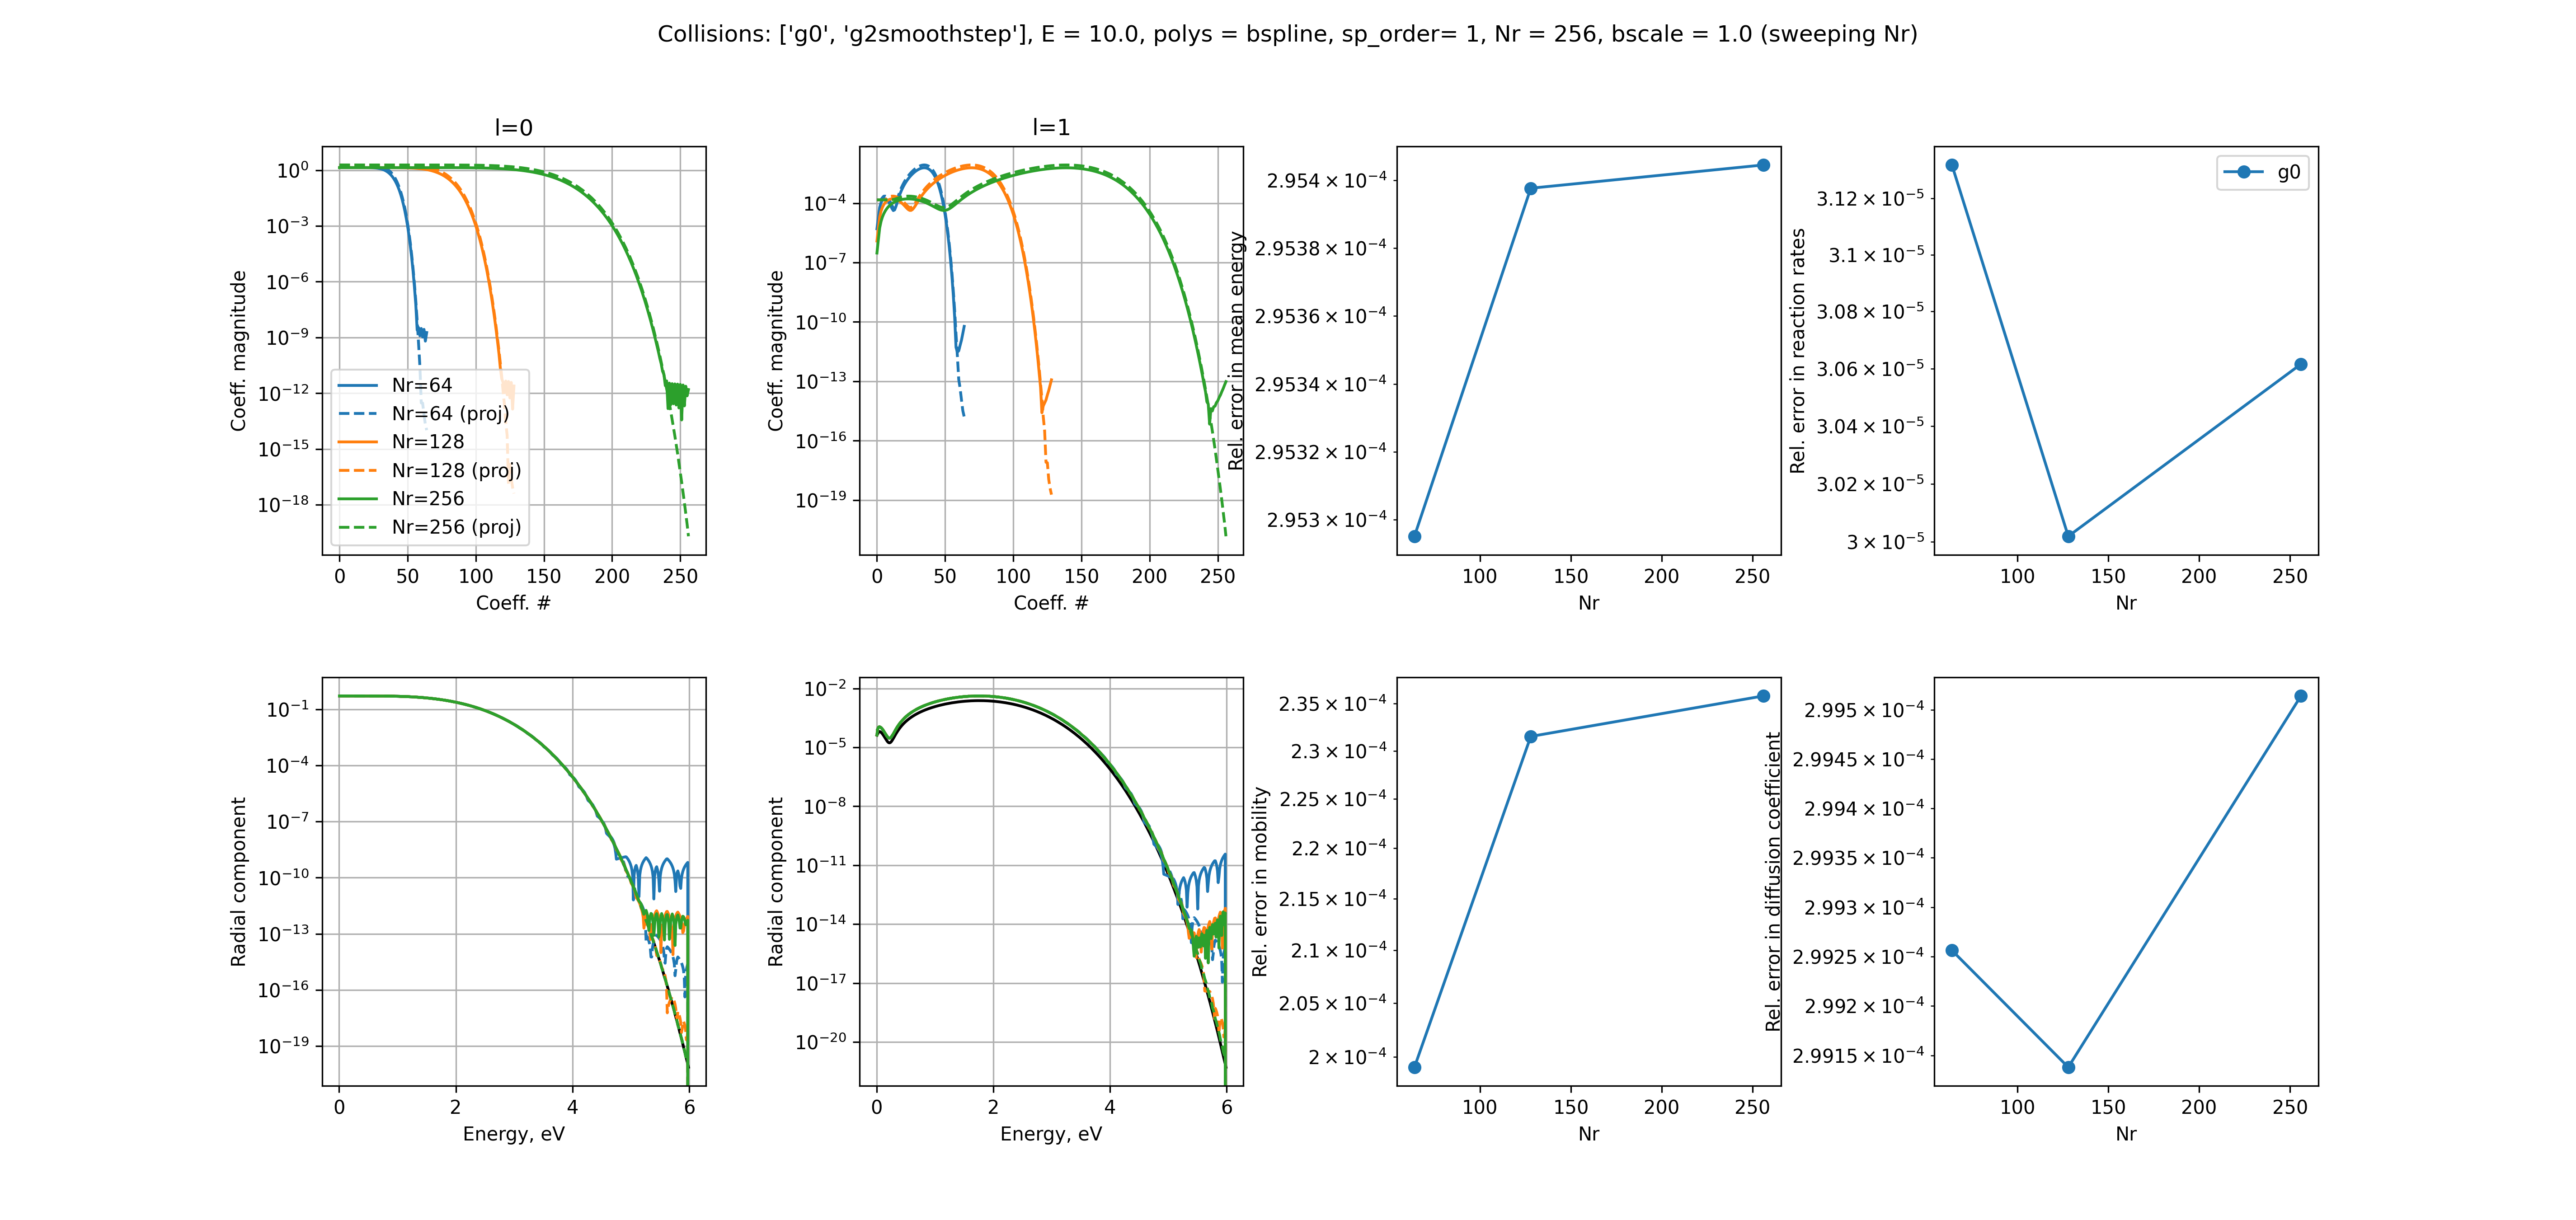 Collisions: ['g0', 'g2smoothstep'], E = 10.0, polys = bspline, sp_order= 1, Nr = 256, bscale = 1.0 (sweeping Nr)
l=0
Coeff. magnitude
10⁰
10⁻³
10⁻⁶
10⁻⁹
10⁻¹²
10⁻¹⁵
10⁻¹⁸
Nr=64
Nr=64 (proj)
Nr=128
Nr=128 (proj)
Nr=256
Nr=256 (proj)
0 50 100 150 200 250
Coeff. #
l=1
Coeff. magnitude
10⁻⁴
10⁻⁷
10⁻¹⁰
10⁻¹³
10⁻¹⁶
10⁻¹⁹
0 50 100 150 200 250
Coeff. #
Rel. error in mean energy
2.954 × 10⁻⁴
2.9538 × 10⁻⁴
2.9536 × 10⁻⁴
2.9534 × 10⁻⁴
2.9532 × 10⁻⁴
2.953 × 10⁻⁴
100 150 200 250
Nr
Rel. error in reaction rates
3.12 × 10⁻⁵
3.1 × 10⁻⁵
3.08 × 10⁻⁵
3.06 × 10⁻⁵
3.04 × 10⁻⁵
3.02 × 10⁻⁵
3 × 10⁻⁵
g0
100 150 200 250
Nr
Radial component
10⁻¹
10⁻⁴
10⁻⁷
10⁻¹⁰
10⁻¹³
10⁻¹⁶
10⁻¹⁹
0 2 4 6
Energy, eV
Radial component
10⁻²
10⁻⁵
10⁻⁸
10⁻¹¹
10⁻¹⁴
10⁻¹⁷
10⁻²⁰
0 2 4 6
Energy, eV
Rel. error in mobility
2.35 × 10⁻⁴
2.3 × 10⁻⁴
2.25 × 10⁻⁴
2.2 × 10⁻⁴
2.15 × 10⁻⁴
2.1 × 10⁻⁴
2.05 × 10⁻⁴
2 × 10⁻⁴
100 150 200 250
Nr
Rel. error in diffusion coefficient
2.995 × 10⁻⁴
2.9945 × 10⁻⁴
2.994 × 10⁻⁴
2.9935 × 10⁻⁴
2.993 × 10⁻⁴
2.9925 × 10⁻⁴
2.992 × 10⁻⁴
2.9915 × 10⁻⁴
100 150 200 250
Nr